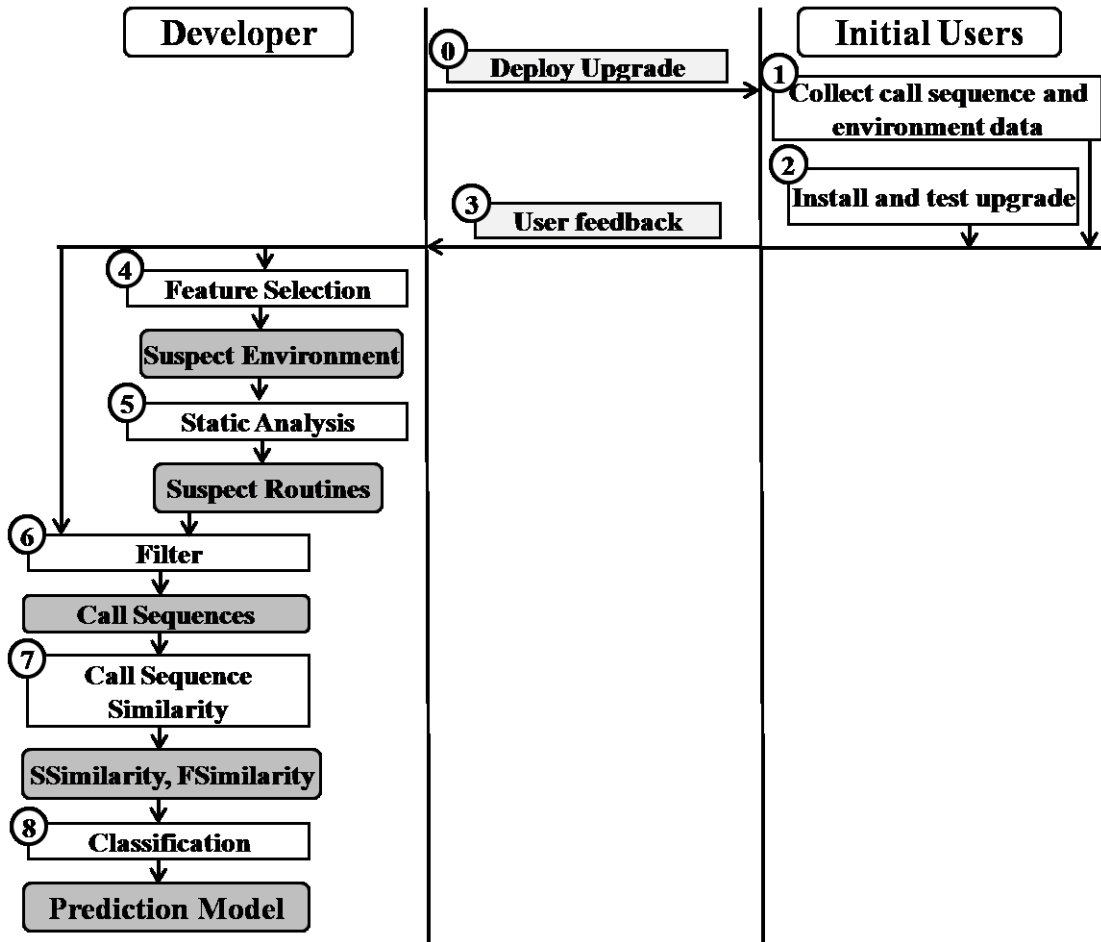 Developer
Initial Users
0
Deploy Upgrade
1
Collect call sequence and
environment data
2
Install and test upgrade
3
User feedback
4
Feature Selection
Suspect Environment
5
Static Analysis
Suspect Routines
6
Filter
Call Sequences
7
Call Sequence
Similarity
SSimilarity, FSimilarity
8
Classification
Prediction Model